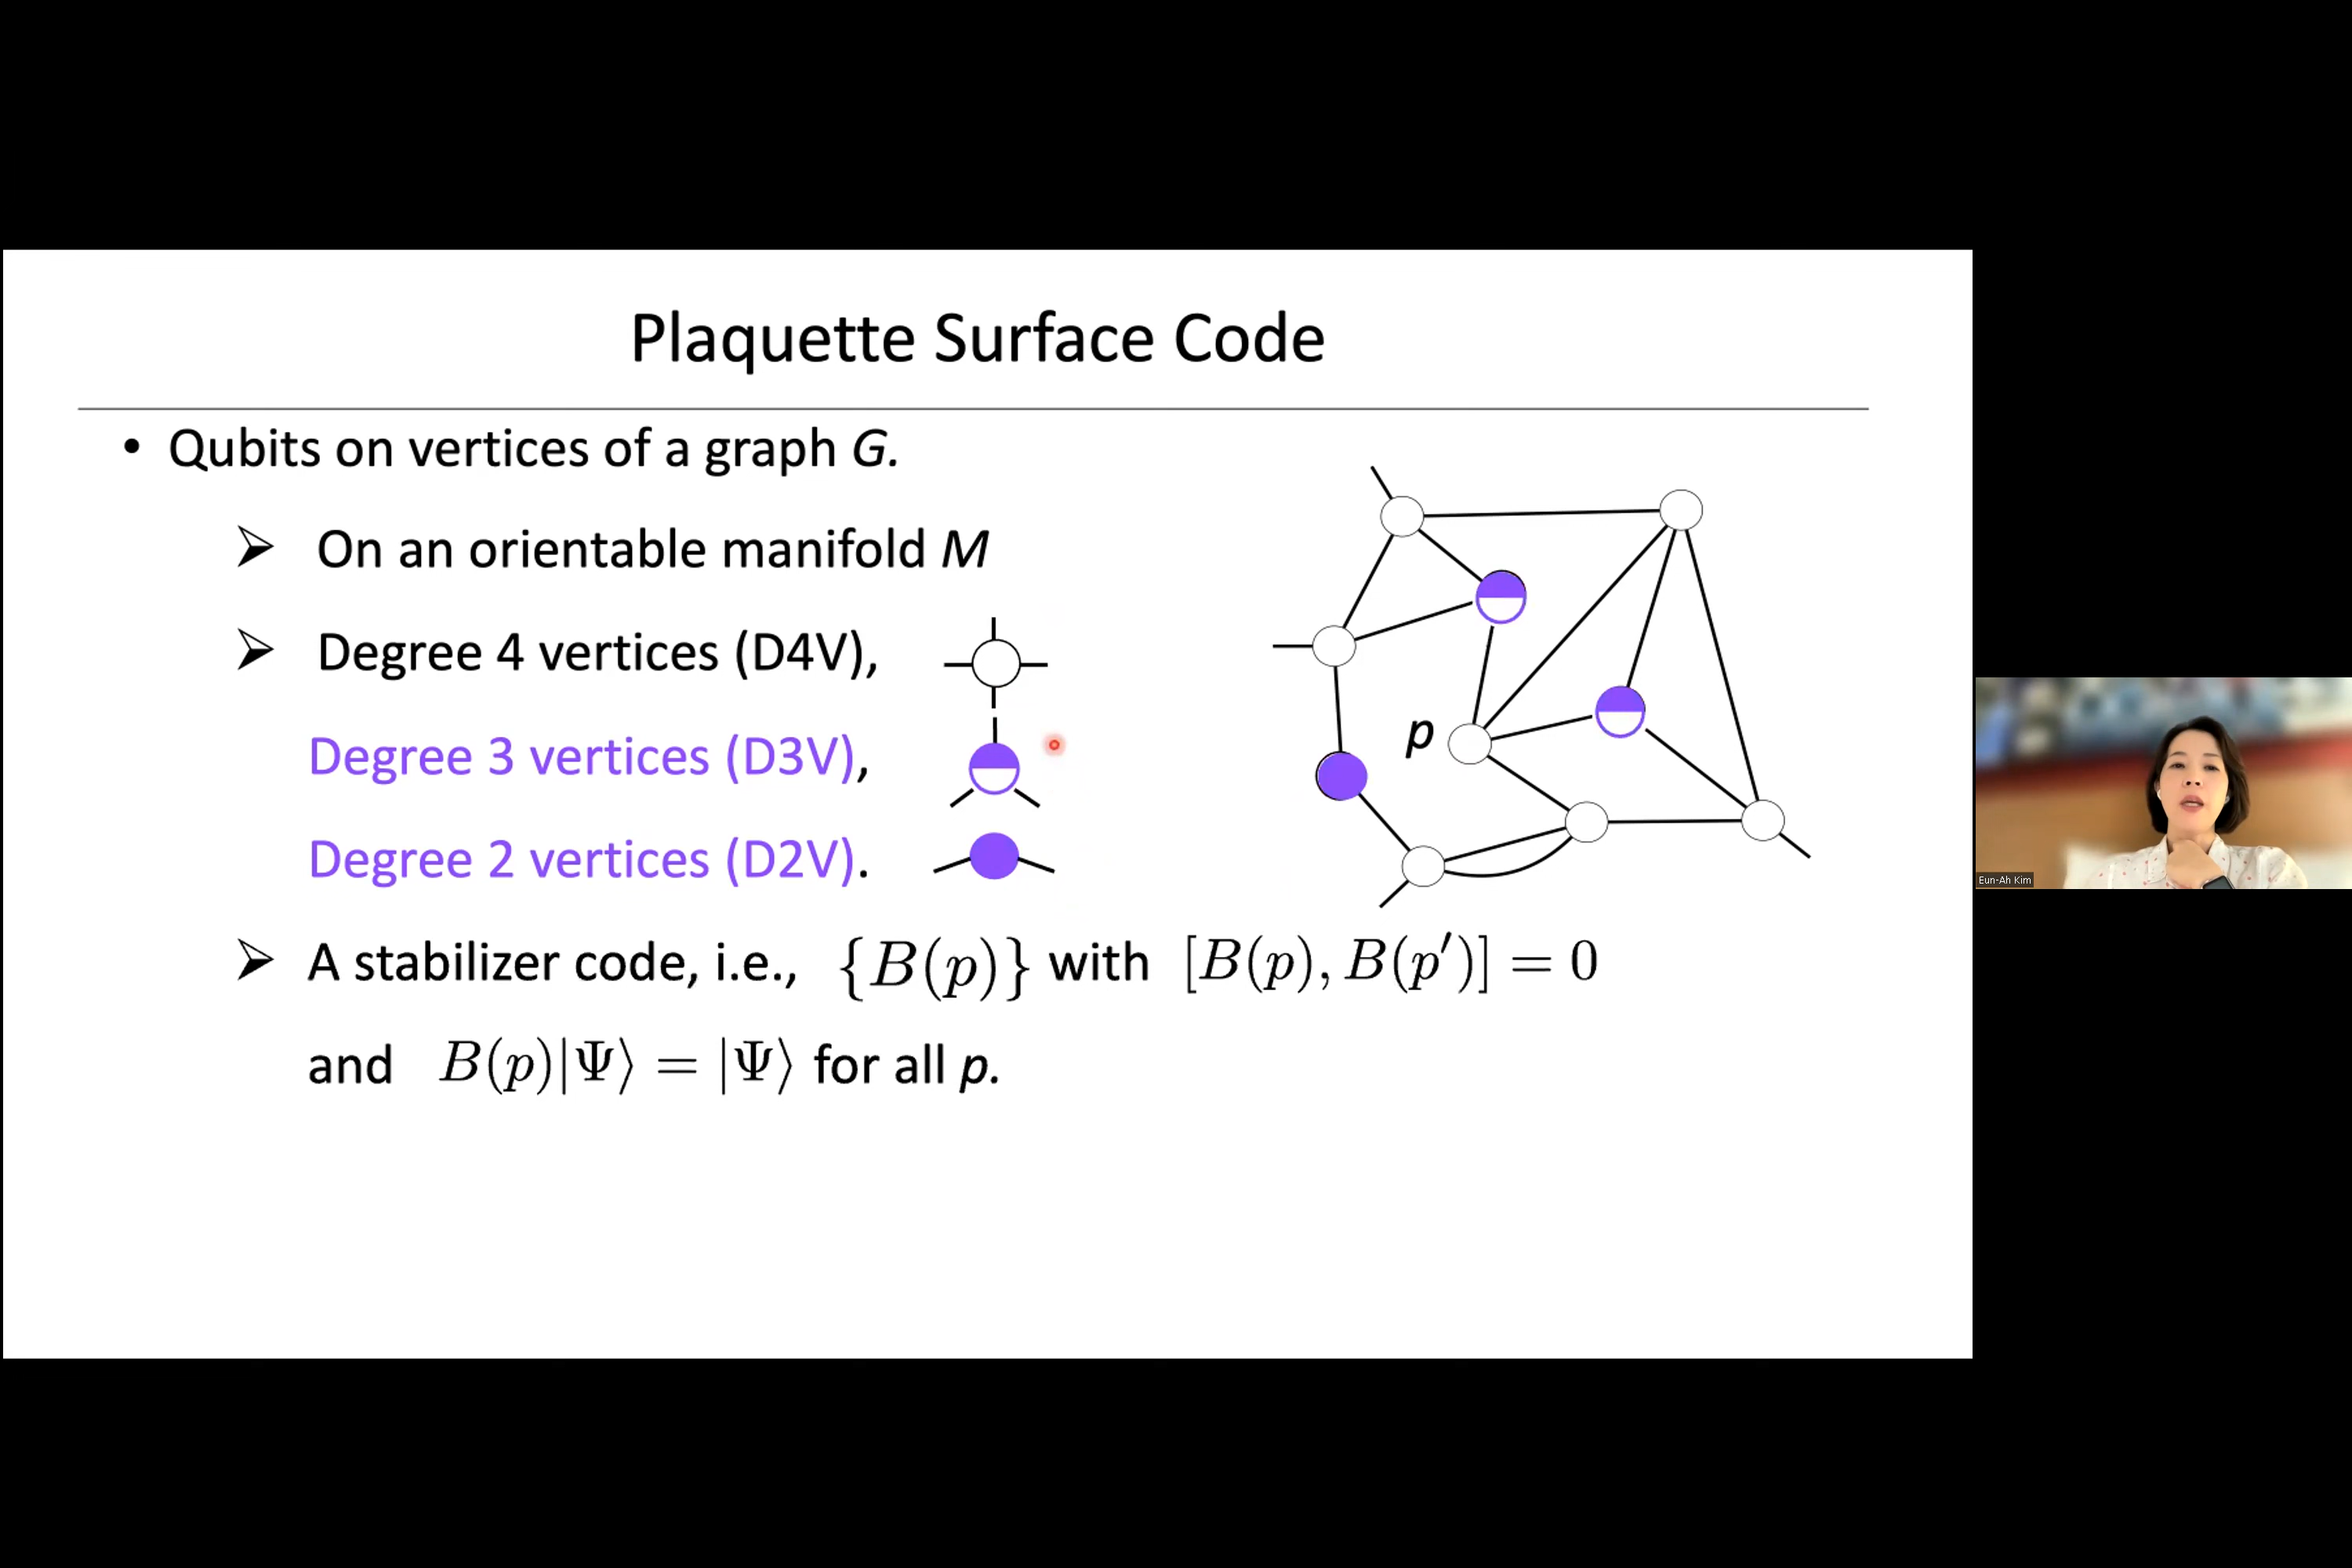 Plaquette Surface Code
• Qubits on vertices of a graph G.
➢ On an orientable manifold M
➢ Degree 4 vertices (D4V),
Degree 3 vertices (D3V),
Degree 2 vertices (D2V).
p
➢ A stabilizer code, i.e., {B(p)} with [B(p), B(p′)] = 0
and B(p)|Ψ⟩ = |Ψ⟩ for all p.
Eun-Ah Kim